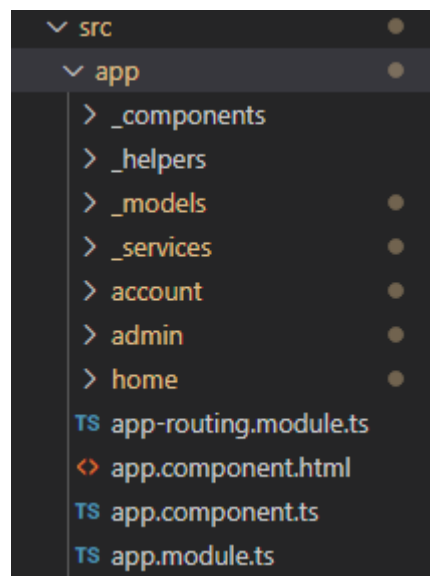 src
app
_components
_helpers
_models
_services
account
admin
home
TS app-routing.module.ts
<> app.component.html
TS app.component.ts
TS app.module.ts